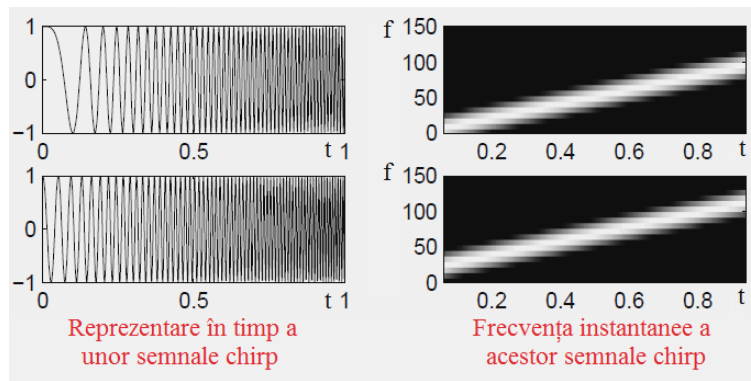 1
0
−1
0
0.5
t 1
f 150
100
50
0
0.2
0.4
0.6
0.8
t
1
0
−1
0
0.5
t 1
f 150
100
50
0
0.2
0.4
0.6
0.8
t
Reprezentare în timp a
unor semnale chirp
Frecvența instantanee a
acestor semnale chirp